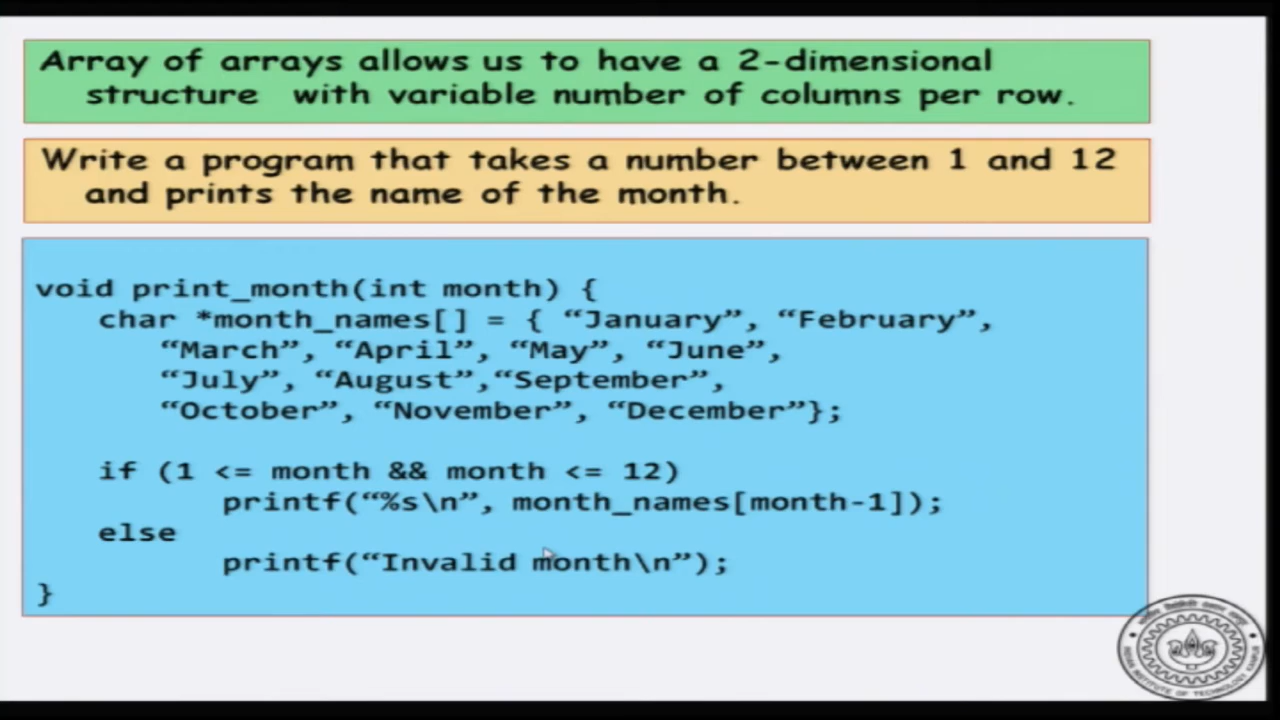 Array of arrays allows us to have a 2-dimensional
structure with variable number of columns per row.
Write a program that takes a number between 1 and 12
and prints the name of the month.
void print_month(int month) {
char *month_names[] = { “January”, “February”,
“March”, “April”, “May”, “June”,
“July”, “August”,“September”,
“October”, “November”, “December”};
if (1 <= month && month <= 12)
printf(“%s\n”, month_names[month-1]);
else
printf(“Invalid month\n”);
}